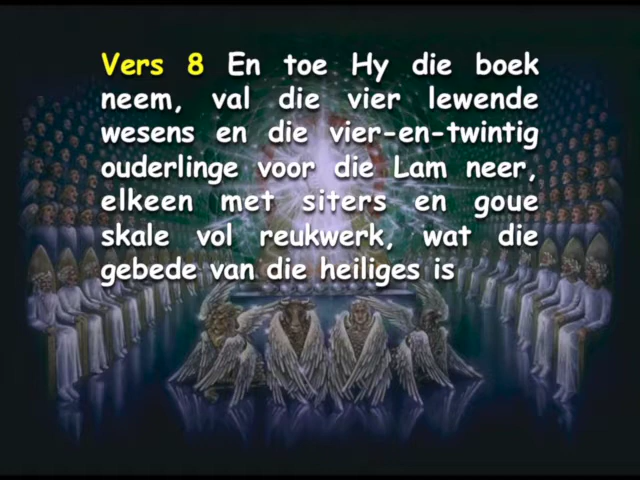 Vers 8 En toe Hy die boek
neem, val die vier lewende
wesens en die vier-en-twintig
ouderlinge voor die Lam neer,
elkeen met siters en goue
skale vol reukwerk, wat die
gebede van die heiliges is